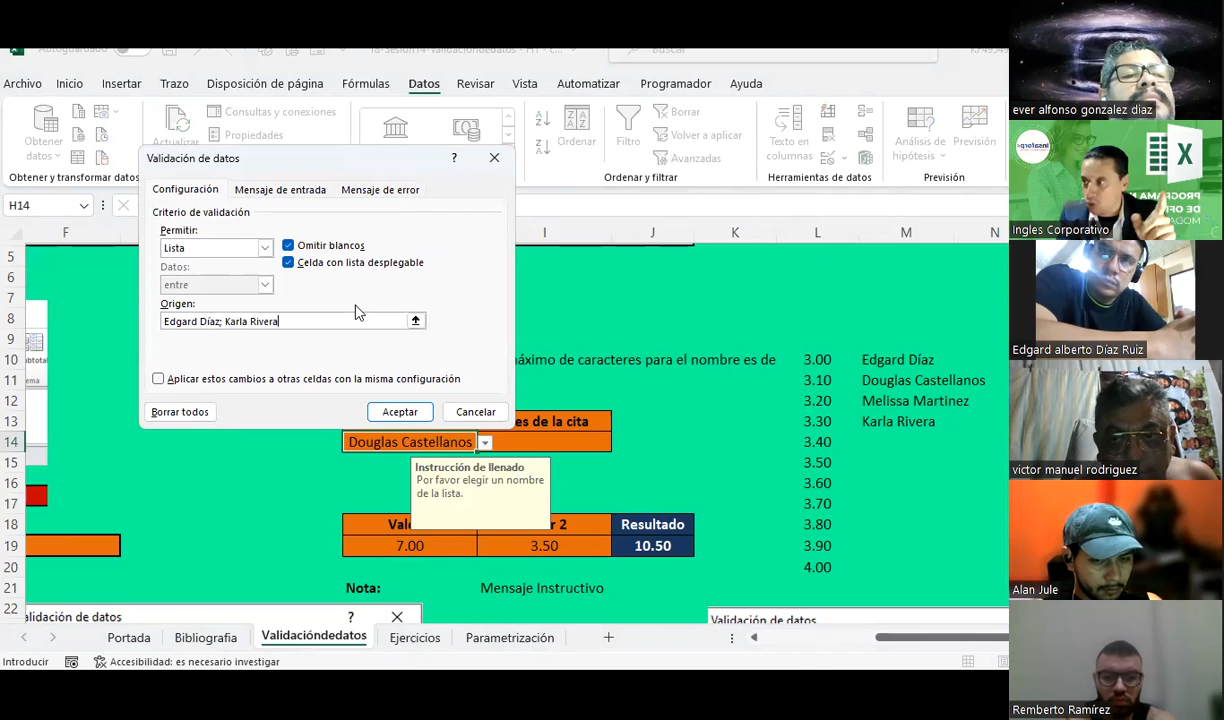 Buscar
Archivo Inicio Insertar Trazo Disposición de página Fórmulas Datos Revisar Vista Automatizar Programador Ayuda
Obtener datos
Actualizar
Consultas y conexiones
Propiedades
Ordenar
Filtro
Borrar
Volver a aplicar
Avanzadas
Texto en columnas
Análisis de hipótesis
Previsión
Obtener y transformar datos
Ordenar y filtrar
Herramientas de datos
Previsión
H14
F I J K L M N
Validación de datos
?
Configuración Mensaje de entrada Mensaje de error
Criterio de validación
Permitir:
Lista
Omitir blancos
Celda con lista desplegable
Datos:
entre
Origen:
Edgard Díaz; Karla Rivera
Aplicar estos cambios a otras celdas con la misma configuración
Borrar todos Aceptar Cancelar
5
6
7
8
9
10 máximo de caracteres para el nombre es de 3.00 Edgard Díaz
11 3.10 Douglas Castellanos
12 3.20 Melissa Martinez
13 es de la cita 3.30 Karla Rivera
14 Douglas Castellanos 3.40
15 3.50
16 3.60
17 3.70
18 3.80
19 7.00 3.50 10.50 3.90
20 4.00
21 Nota: Mensaje Instructivo
22
Instrucción de llenado
Por favor elegir un nombre
de la lista.
r 2 Resultado
alidación de datos ?
Validación de datos
Portada Bibliografia Validacióndedatos Ejercicios Parametrización
Introducir
Accesibilidad: es necesario investigar
ever alfonso gonzalez diaz
Insaforp
X
Ingles Corporativo
Edgard alberto Díaz Ruiz
victor manuel rodriguez
Alan Jule
Remberto Ramírez